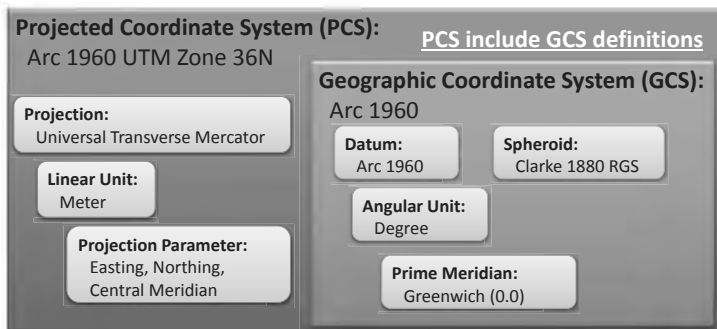 Projected Coordinate System (PCS):
Arc 1960 UTM Zone 36N
PCS include GCS definitions
Projection:
Universal Transverse Mercator
Linear Unit:
Meter
Projection Parameter:
Easting, Northing,
Central Meridian
Geographic Coordinate System (GCS):
Arc 1960
Datum:
Arc 1960
Spheroid:
Clarke 1880 RGS
Angular Unit:
Degree
Prime Meridian:
Greenwich (0.0)